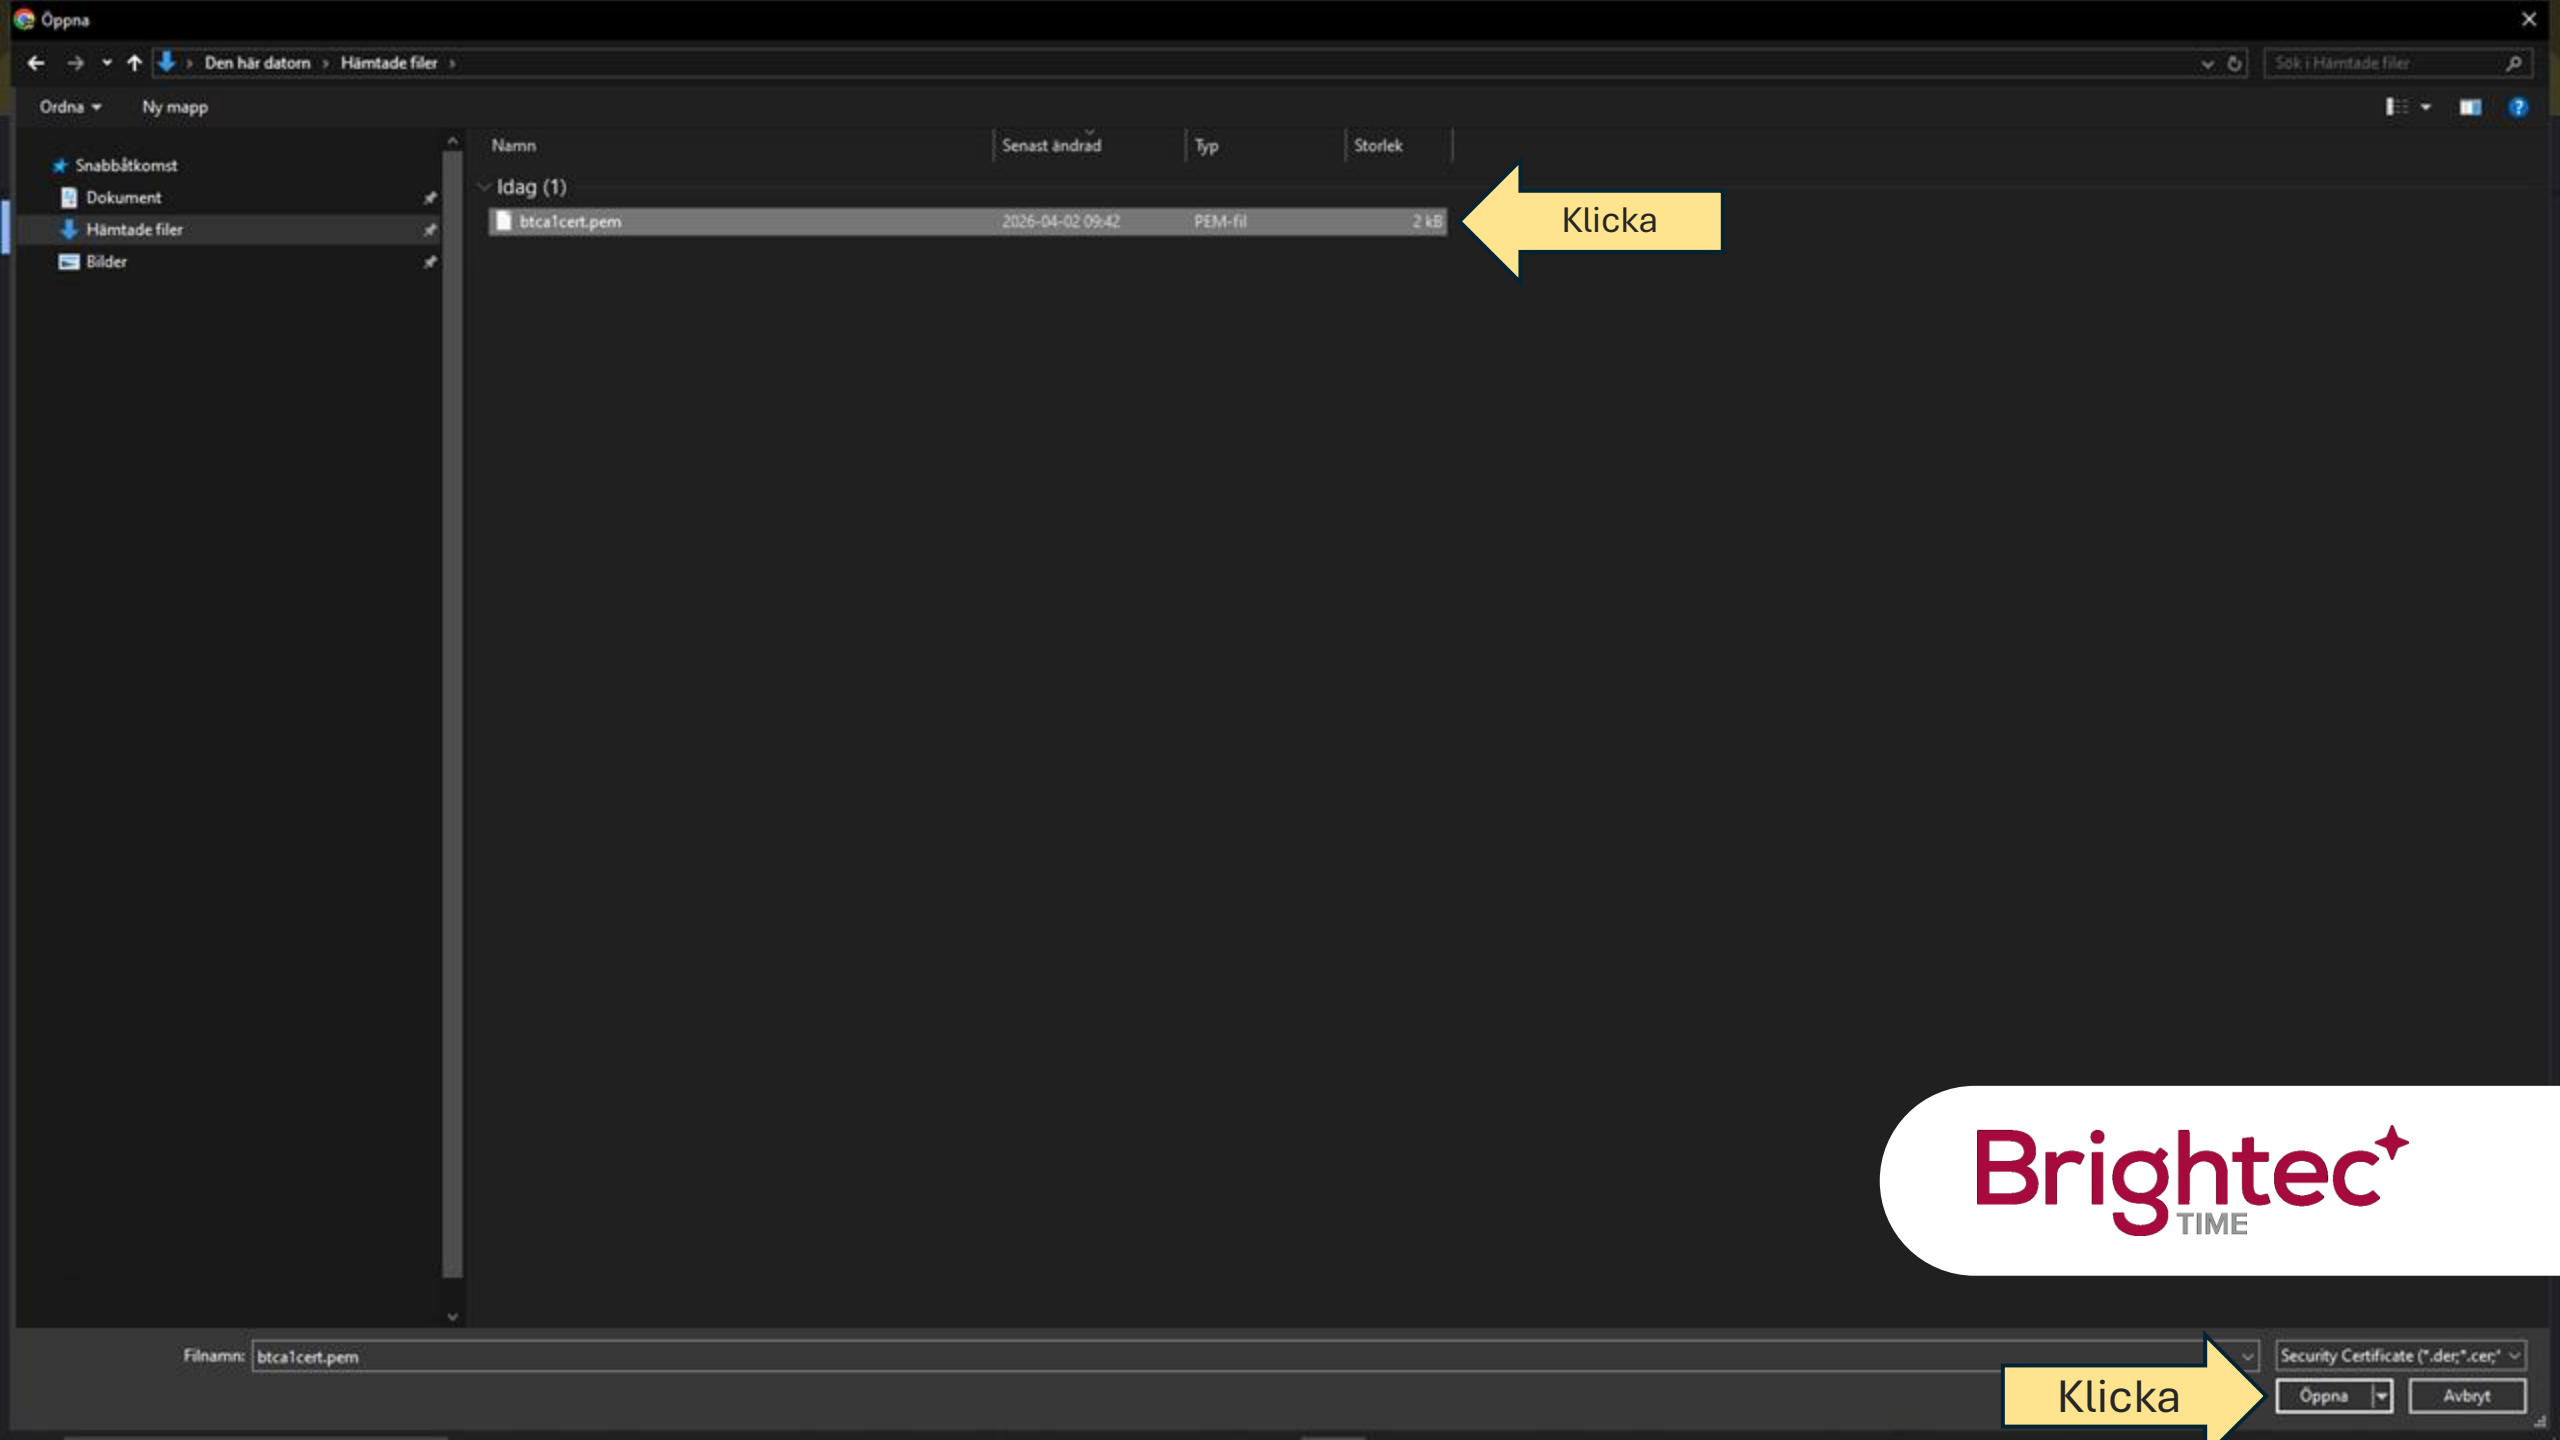 Öppna
Den här datorn
Hämtade filer
Sök i Hämtade filer
Ordna
Ny mapp
Namn
Senast ändrad
Typ
Storlek
Snabbåtkomst
Dokument
Hämtade filer
Bilder
Idag (1)
btca1cert.pem
2026-04-02 09:42
PEM-fil
2 kB
Klicka
Brightec
TIME
Filnamn:
btca1cert.pem
Security Certificate (*.der;*.cer;*
Klicka
Öppna
Avbryt